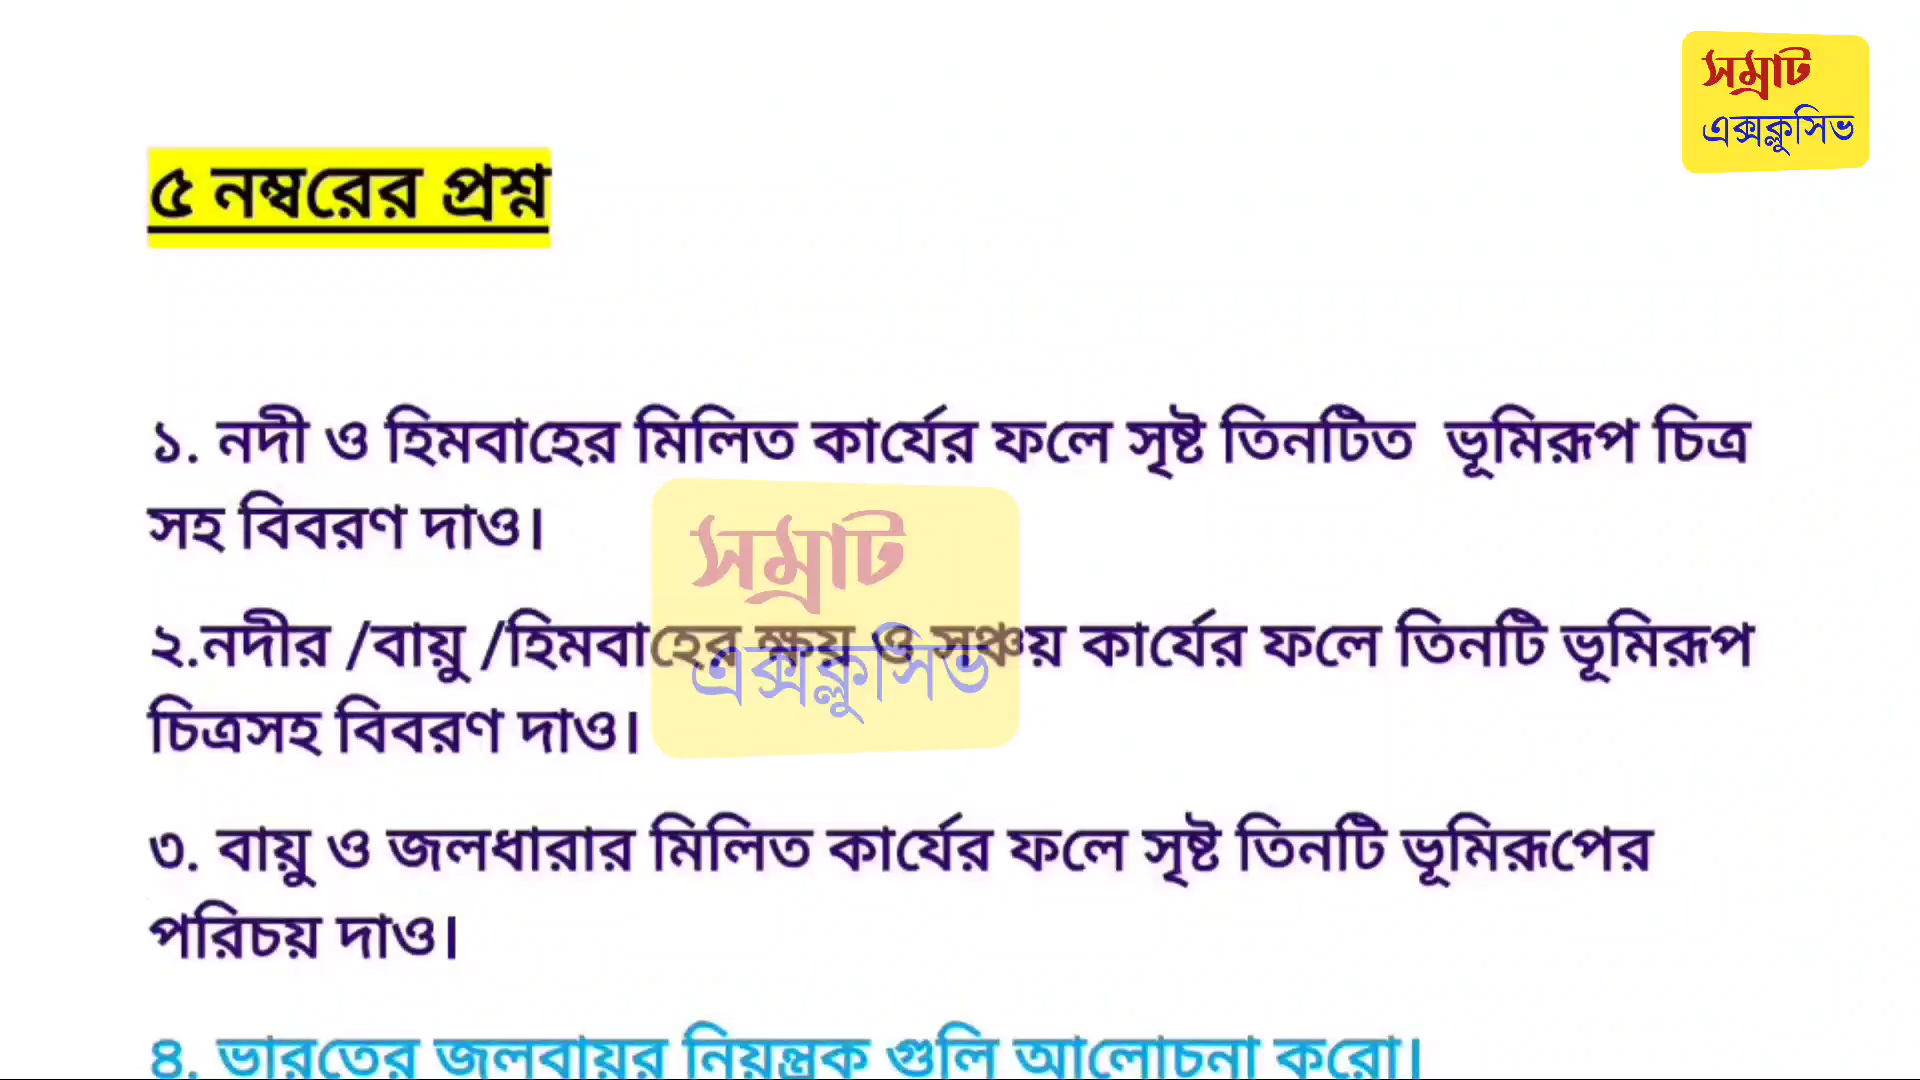 সম্রাট
এক্সক্লুসিভ
৫ নম্বরের প্রশ্ন
১. নদী ও হিমবাহের মিলিত কার্যের ফলে সৃষ্ট তিনটিত ভূমিরূপ চিত্র
সহ বিবরণ দাও।
সম্রাট
২.নদীর /বায়ু /হিমবাহের ক্ষয় ও সঞ্চয় কার্যের ফলে তিনটি ভূমিরূপ
এক্সক্লুসিভ
চিত্রসহ বিবরণ দাও।
৩. বায়ু ও জলধারার মিলিত কার্যের ফলে সৃষ্ট তিনটি ভূমিরূপের
পরিচয় দাও।
৪. ভারতের জলবায়ুর নিয়ন্ত্রক গুলি আলোচনা করো।